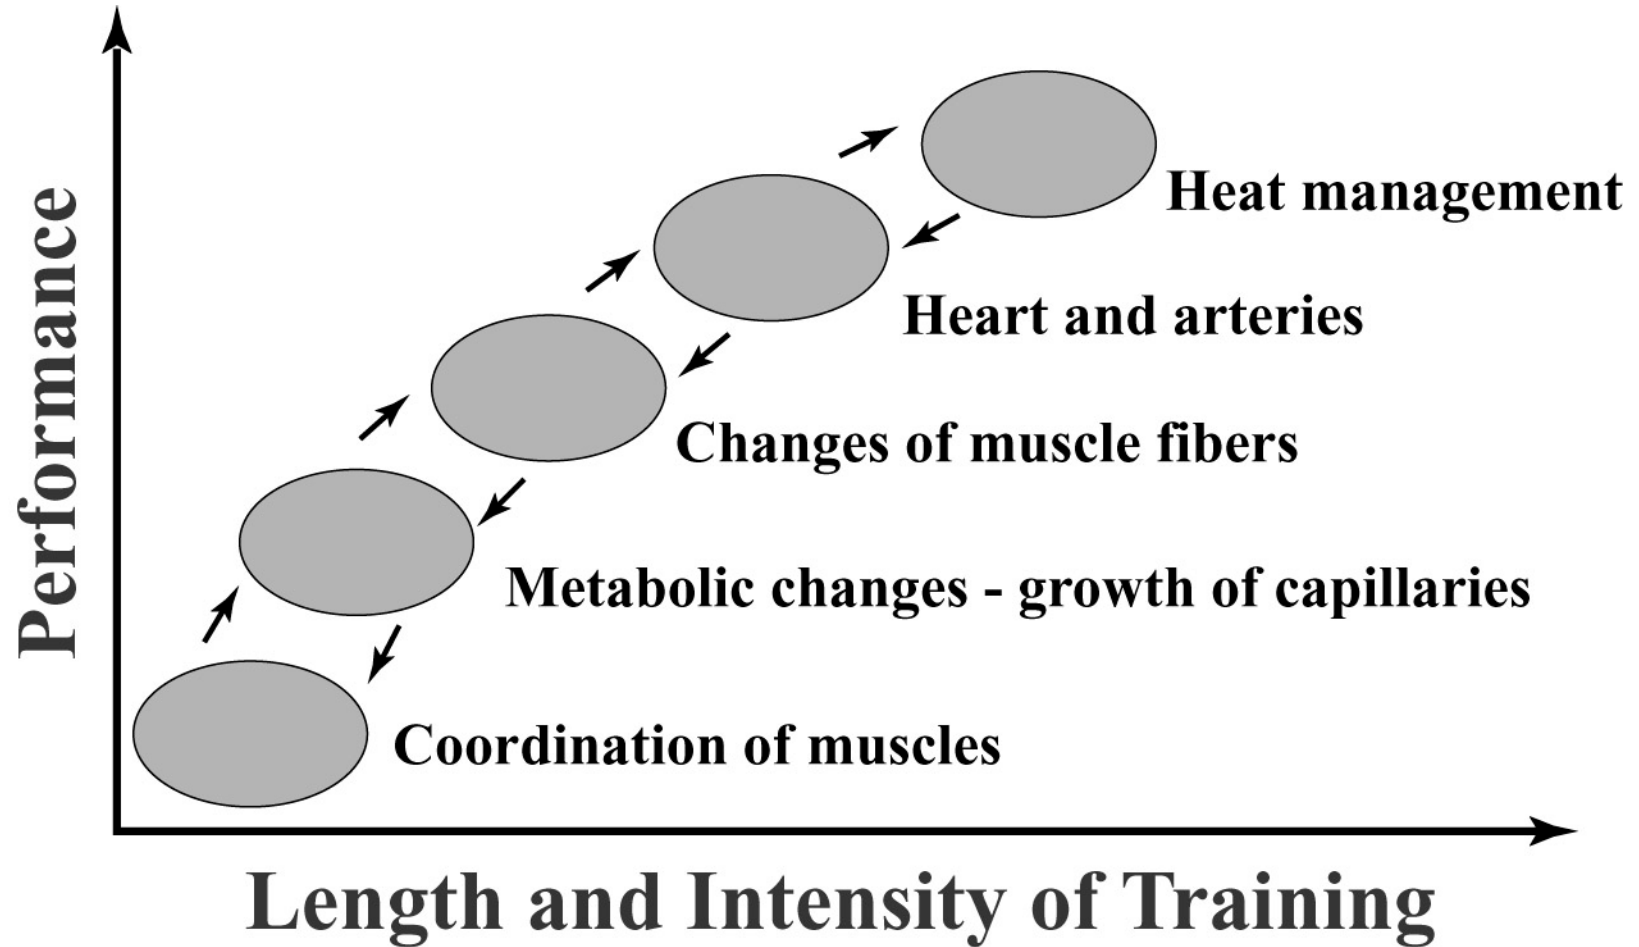 Performance
Heat management
Heart and arteries
Changes of muscle fibers
Metabolic changes - growth of capillaries
Coordination of muscles
Length and Intensity of Training